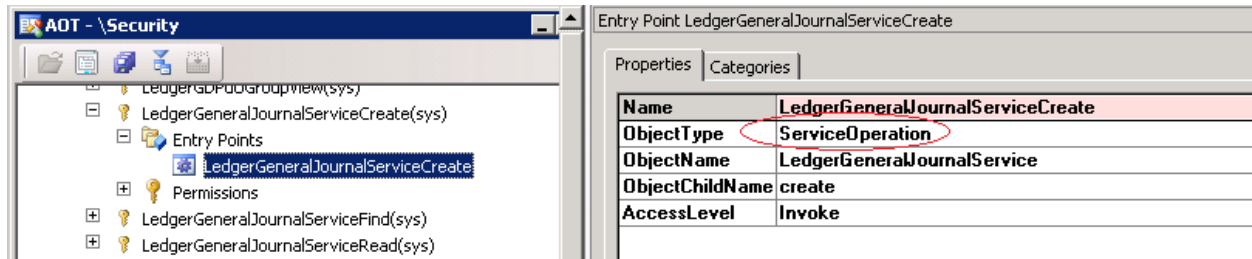 AOT - \Security
LedgerGDPdUGroupView(sys)
LedgerGeneralJournalServiceCreate(sys)
Entry Points
LedgerGeneralJournalServiceCreate
Permissions
LedgerGeneralJournalServiceFind(sys)
LedgerGeneralJournalServiceRead(sys)
Entry Point LedgerGeneralJournalServiceCreate
Properties Categories
Name LedgerGeneralJournalServiceCreate
ObjectType ServiceOperation
ObjectName LedgerGeneralJournalService
ObjectChildName create
AccessLevel Invoke